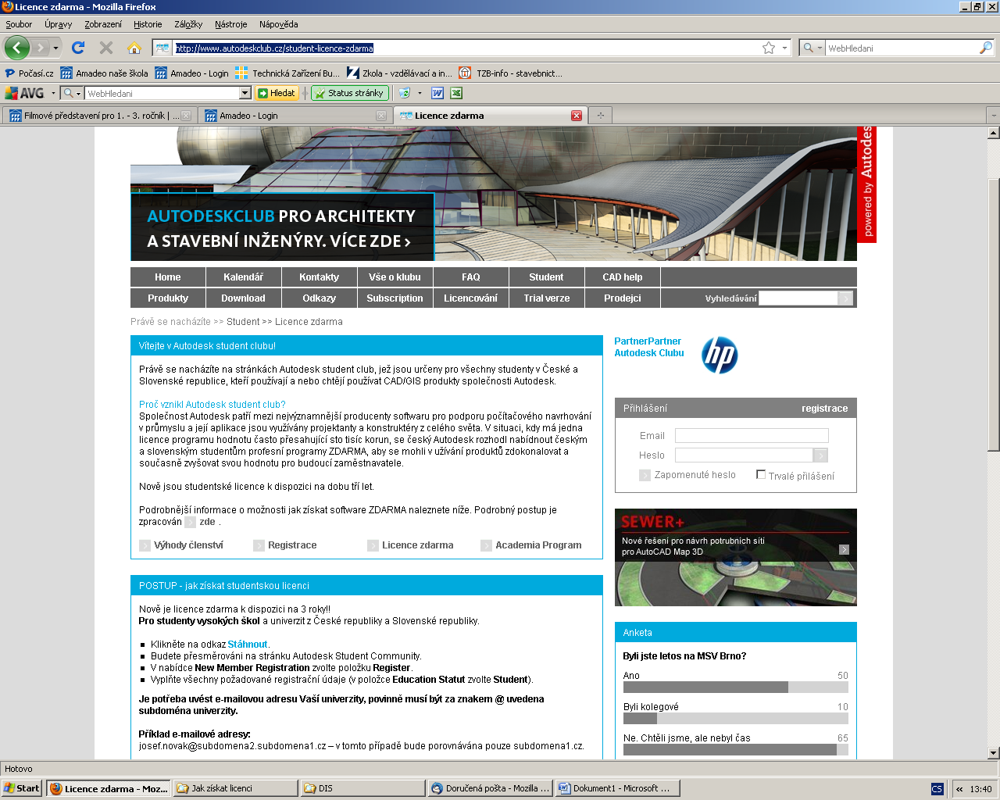 Licence zdarma - Mozilla Firefox
Soubor Úpravy Zobrazení Historie Záložky Nástroje Nápověda
http://www.autodeskclub.cz/student-licence-zdarma
WebHledani
Počasí.cz Amadeo naše škola Amadeo - Login Technická Zařízení Bu... Zkola - vzdělávací a in... TZB-info - stavebnict...
AVG WebHledani Hledat Status stránky
Filmové představení pro 1. - 3. ročník | ... Amadeo - Login Licence zdarma
powered by Autodes
AUTODESKCLUB PRO ARCHITEKTY
A STAVEBNÍ INŽENÝRY. VÍCE ZDE >
Home Kalendář Kontakty Vše o klubu FAQ Student CAD help
Produkty Download Odkazy Subscription Licencování Trial verze Prodejci Vyhledávání
Právě se nacházíte >> Student >> Licence zdarma
Vítejte v Autodesk student clubu!
Právě se nacházíte na stránkách Autodesk student club, jež jsou určeny pro všechny studenty v České a
Slovenské republice, kteří používají a nebo chtějí používat CAD/GIS produkty společnosti Autodesk.
Proč vznikl Autodesk student club?
Společnost Autodesk patří mezi nejvýznamnější producenty softwaru pro podporu počítačového navrhování
v průmyslu a její aplikace jsou využívány projektanty a konstruktéry z celého světa. V situaci, kdy má jedna
licence programu hodnotu často přesahující sto tisíc korun, se český Autodesk rozhodl nabídnout českým
a slovenským studentům profesní programy ZDARMA, aby se mohli v užívání produktů zdokonalovat a
současně zvyšovat svou hodnotu pro budoucí zaměstnavatele.
Nově jsou studentské licence k dispozici na dobu tří let.
Podrobnější informace o možnosti jak získat software ZDARMA naleznete níže. Podrobný postup je
zpracován zde .
Výhody členství Registrace Licence zdarma Academia Program
POSTUP - jak získat studentskou licenci
Nově je licence zdarma k dispozici na 3 roky!!
Pro studenty vysokých škol a univerzit z České republiky a Slovenské republiky.
Klikněte na odkaz Stáhnout.
Budete přesměrováni na stránku Autodesk Student Community.
V nabídce New Member Registration zvolte položku Register.
Vyplňte všechny požadované registrační údaje (v položce Education Statut zvolte Student).
Je potřeba uvést e-mailovou adresu Vaší univerzity, povinně musí být za znakem @ uvedena
subdoména univerzity.
Příklad e-mailové adresy:
josef.novak@subdomena2.subdomena1.cz – v tomto případě bude porovnávána pouze subdomena1.cz.
PartnerPartner
Autodesk Clubu
hp
Přihlášení registrace
Email
Heslo
Zapomenuté heslo Trvalé přilášení
SEWER+
Nové řešení pro návrh potrubních sítí
pro AutoCAD Map 3D
Anketa
Byli jste letos na MSV Brno?
Ano 50
Byli kolegové 10
Ne. Chtěli jsme, ale nebyl čas 65
Hotovo
Start Licence zdarma - Moz... Jak získat licenci DIS Doručená pošta - Mozilla ... Dokument1 - Microsoft ... CS « 13:40